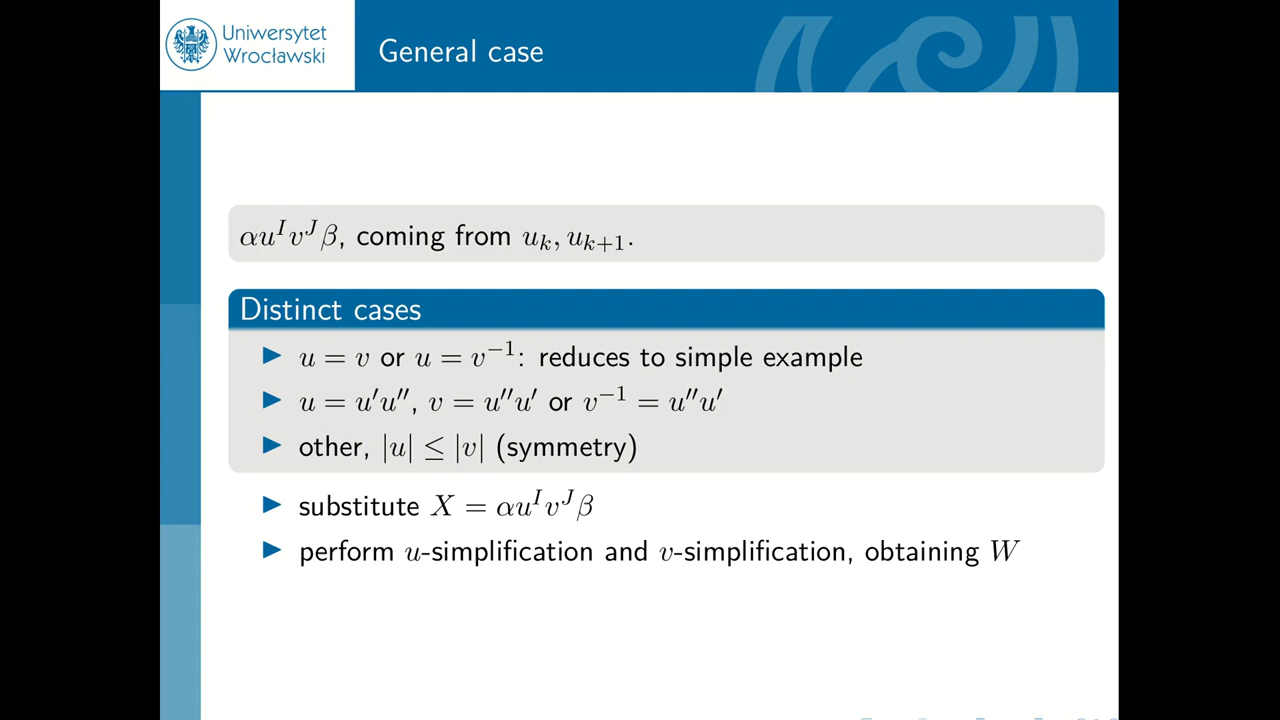 Uniwersytet
Wrocławski
General case
αu^I v^J β, coming from u_k, u_{k+1}.
Distinct cases
▶ u = v or u = v^{−1}: reduces to simple example
▶ u = u′u″, v = u″u′ or v^{−1} = u″u′
▶ other, |u| ≤ |v| (symmetry)
▶ substitute X = αu^I v^J β
▶ perform u-simplification and v-simplification, obtaining W